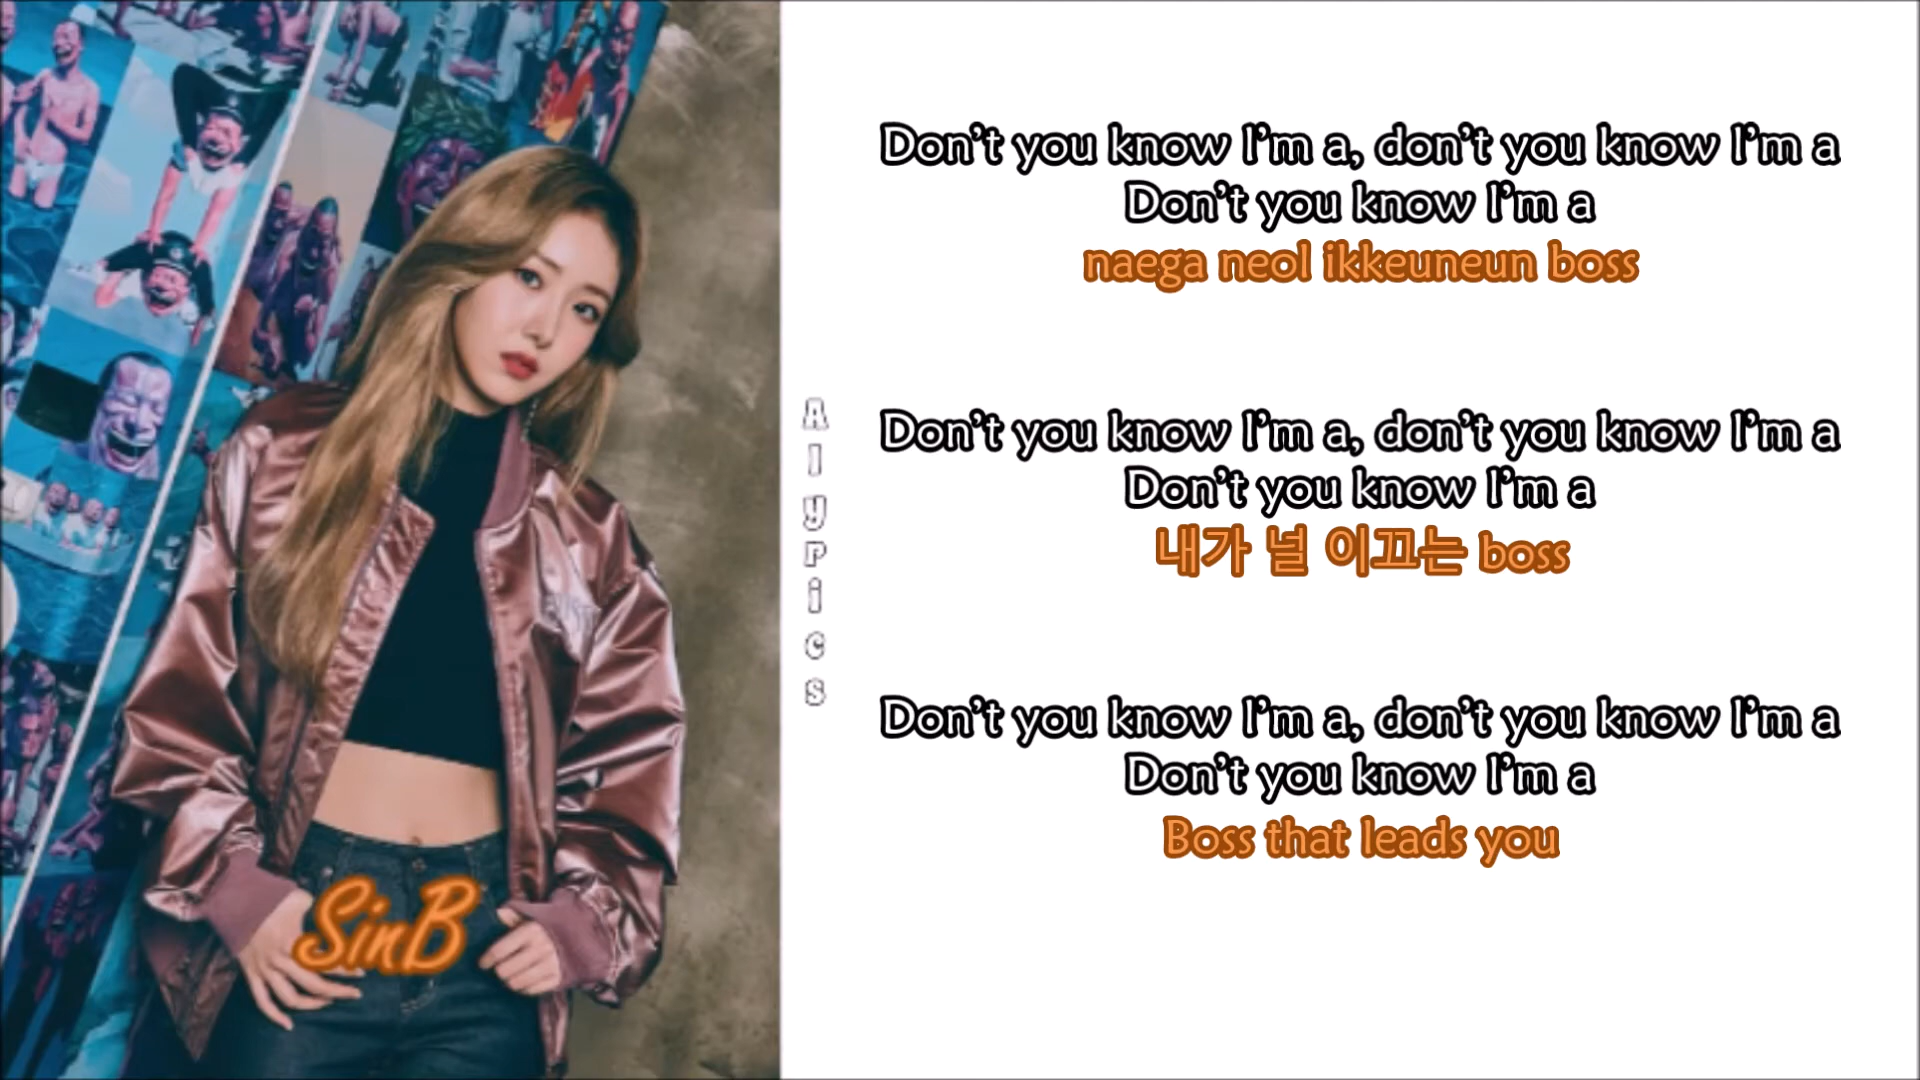 SinB
Alypics
Don't you know I'm a, don't you know I'm a
Don't you know I'm a
naega neol ikkeuneun boss
Don't you know I'm a, don't you know I'm a
Don't you know I'm a
내가 널 이끄는 boss
Don't you know I'm a, don't you know I'm a
Don't you know I'm a
Boss that leads you